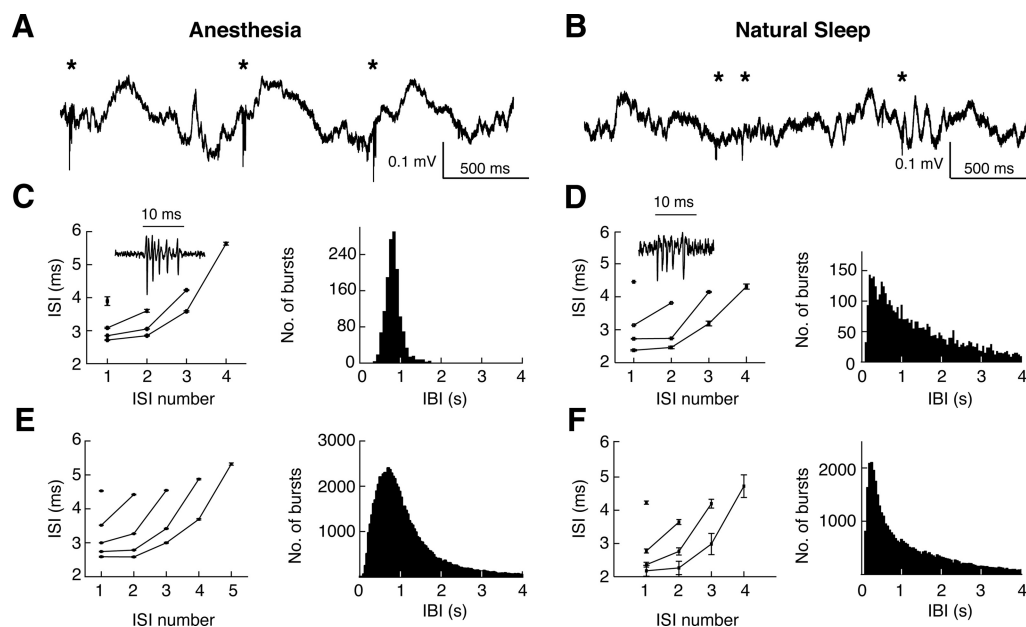 A
Anesthesia
B
Natural Sleep
* * *
* * *
0.1 mV
500 ms
0.1 mV
500 ms
C
10 ms
6
5
4
3
2
ISI (ms)
1 2 3 4
ISI number
240
160
80
0
No. of bursts
0 1 2 3 4
IBI (s)
D
10 ms
6
5
4
3
2
ISI (ms)
1 2 3 4
ISI number
150
100
50
0
No. of bursts
0 1 2 3 4
IBI (s)
E
6
5
4
3
2
ISI (ms)
1 2 3 4 5
ISI number
3000
2000
1000
No. of bursts
0 1 2 3 4
IBI (s)
F
6
5
4
3
2
ISI (ms)
1 2 3 4
ISI number
2000
1000
No. of bursts
0 1 2 3 4
IBI (s)